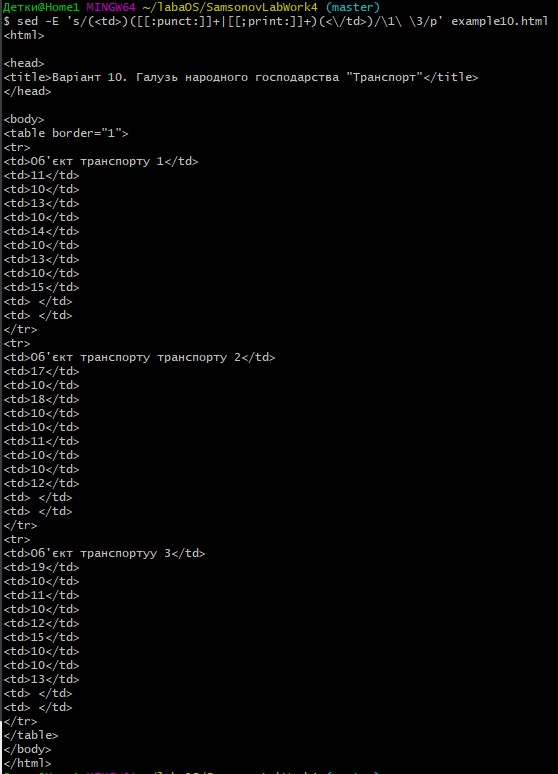 Детки@Home1 MINGW64 ~/labaOS/SamsonovLabWork4 (master)
$ sed -E 's/(<td>)([[:punct:]]+|[[;print:]]+)(<\/td>)/\1\ \3/p' example10.html
<html>

<head>
<title>Варіант 10. Галузь народного господарства "Транспорт"</title>
</head>

<body>
<table border="1">
<tr>
<td>Об'єкт транспорту 1</td>
<td>11</td>
<td>10</td>
<td>13</td>
<td>10</td>
<td>14</td>
<td>10</td>
<td>13</td>
<td>10</td>
<td>15</td>
<td> </td>
<td> </td>
</tr>
<tr>
<td>Об'єкт транспорту транспорту 2</td>
<td>17</td>
<td>10</td>
<td>18</td>
<td>10</td>
<td>10</td>
<td>11</td>
<td>10</td>
<td>10</td>
<td>12</td>
<td> </td>
<td> </td>
</tr>
<tr>
<td>Об'єкт транспортуу 3</td>
<td>19</td>
<td>10</td>
<td>11</td>
<td>10</td>
<td>12</td>
<td>15</td>
<td>10</td>
<td>10</td>
<td>13</td>
<td> </td>
<td> </td>
</tr>
</table>
</body>
</html>